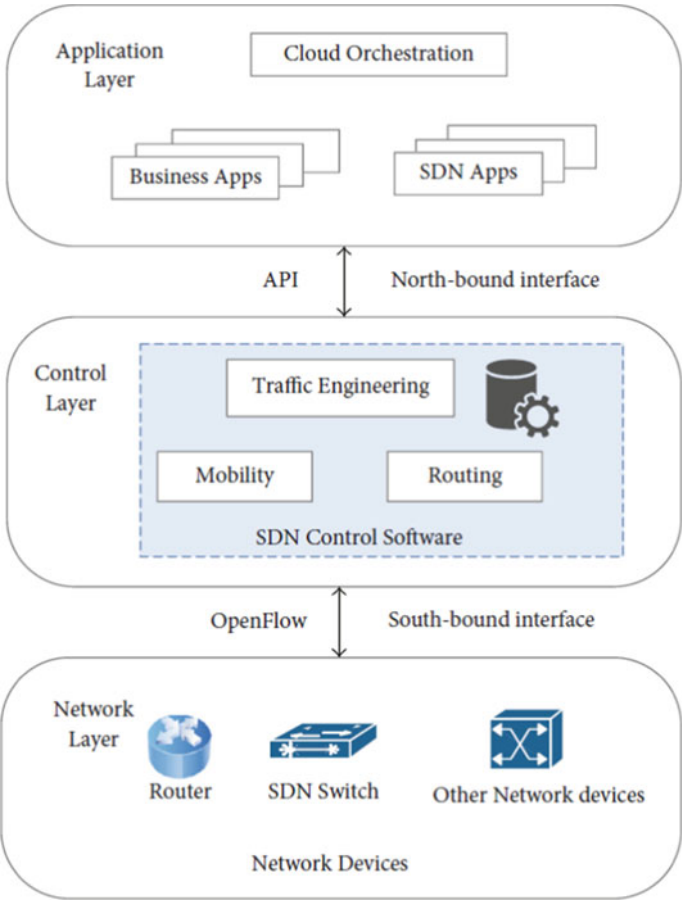 Application
Layer
Cloud Orchestration
Business Apps
SDN Apps
API
North-bound interface
Control
Layer
Traffic Engineering
Mobility
Routing
SDN Control Software
OpenFlow
South-bound interface
Network
Layer
Router
SDN Switch
Other Network devices
Network Devices